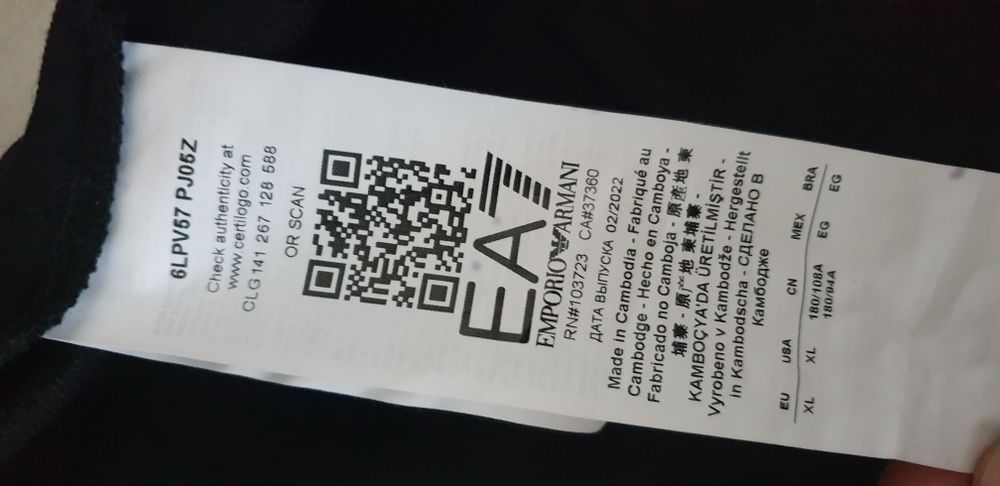 6LPV57 PJ05Z
Check authenticity at
www.certilogo.com
CLG 141 267 128 588
OR SCAN
EA7
EMPORIO ARMANI
RN#103723 CA#37360
ДАТА ВЫПУСКА 02/2022
Made in Cambodia - Fabriqué au
Cambodge - Hecho en Camboya -
Fabricado no Camboja - 原產地 柬
埔寨 - 原产地 柬埔寨 -
KAMBOÇYA'DA ÜRETİLMİŞTİR -
Vyrobeno v Kambodže - Hergestellt
in Kambodscha - СДЕЛАНО В
Камбодже
EU USA CN MEX BRA
XL XL 180/108A EG EG
180/94A